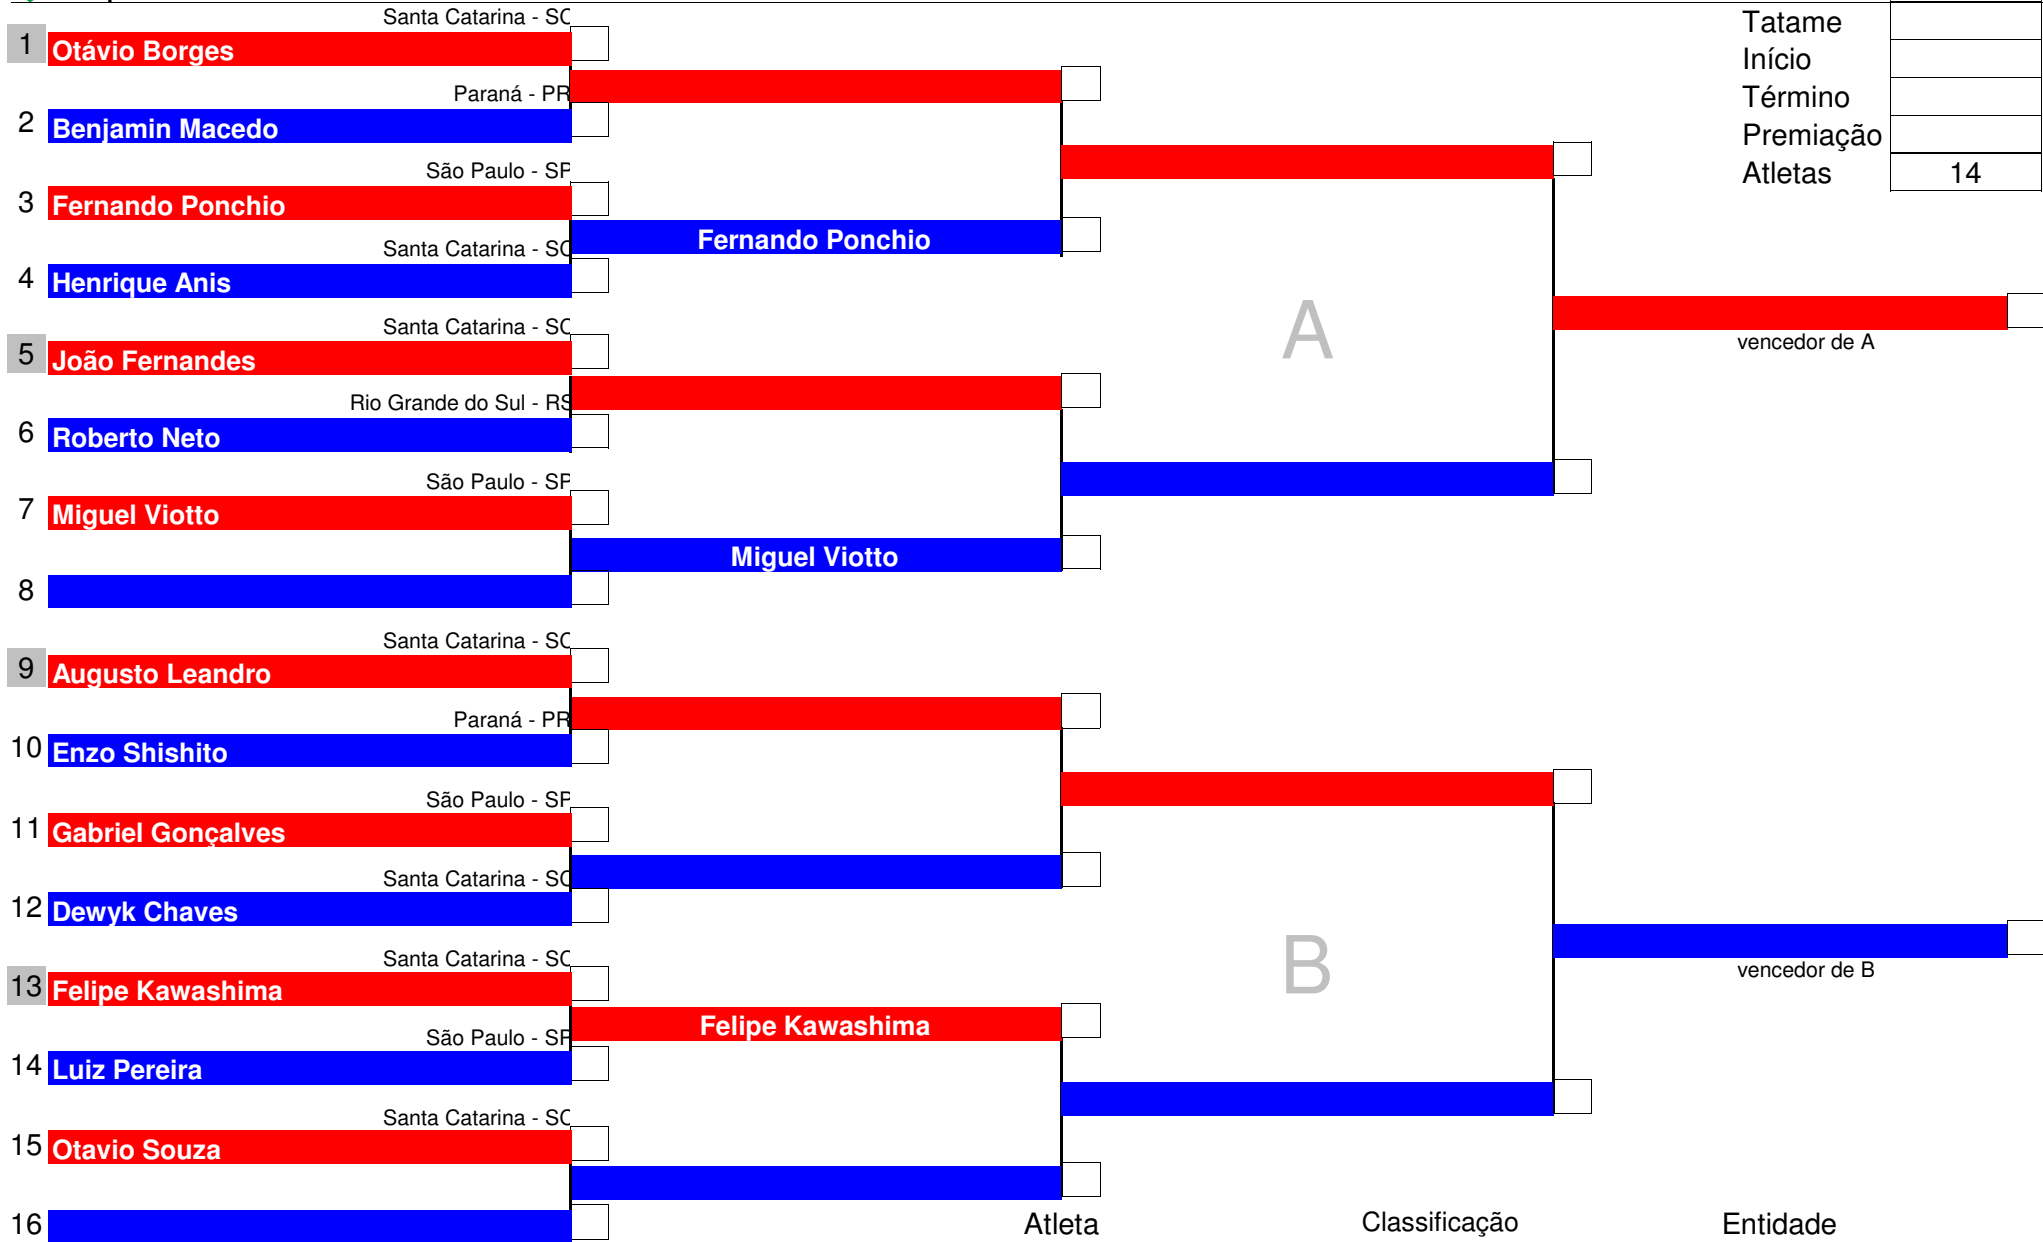 Santa Catarina - SC
1 Otávio Borges
Paraná - PR
2 Benjamin Macedo
São Paulo - SP
3 Fernando Ponchio
Fernando Ponchio
Santa Catarina - SC
4 Henrique Anis
Santa Catarina - SC
5 João Fernandes
Rio Grande do Sul - RS
6 Roberto Neto
São Paulo - SP
7 Miguel Viotto
Miguel Viotto
8
Santa Catarina - SC
9 Augusto Leandro
Paraná - PR
10 Enzo Shishito
São Paulo - SP
11 Gabriel Gonçalves
Santa Catarina - SC
12 Dewyk Chaves
Santa Catarina - SC
13 Felipe Kawashima
Felipe Kawashima
São Paulo - SP
14 Luiz Pereira
Santa Catarina - SC
15 Otavio Souza
16
A
B
Tatame
Início
Término
Premiação
Atletas 14
vencedor de A
vencedor de B
Atleta Classificação Entidade